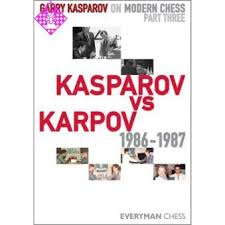 GARRY KASPAROV ON MODERN CHESS
PART THREE
KASPAROV
VS
KARPOV
1986-1987
EVERYMAN CHESS